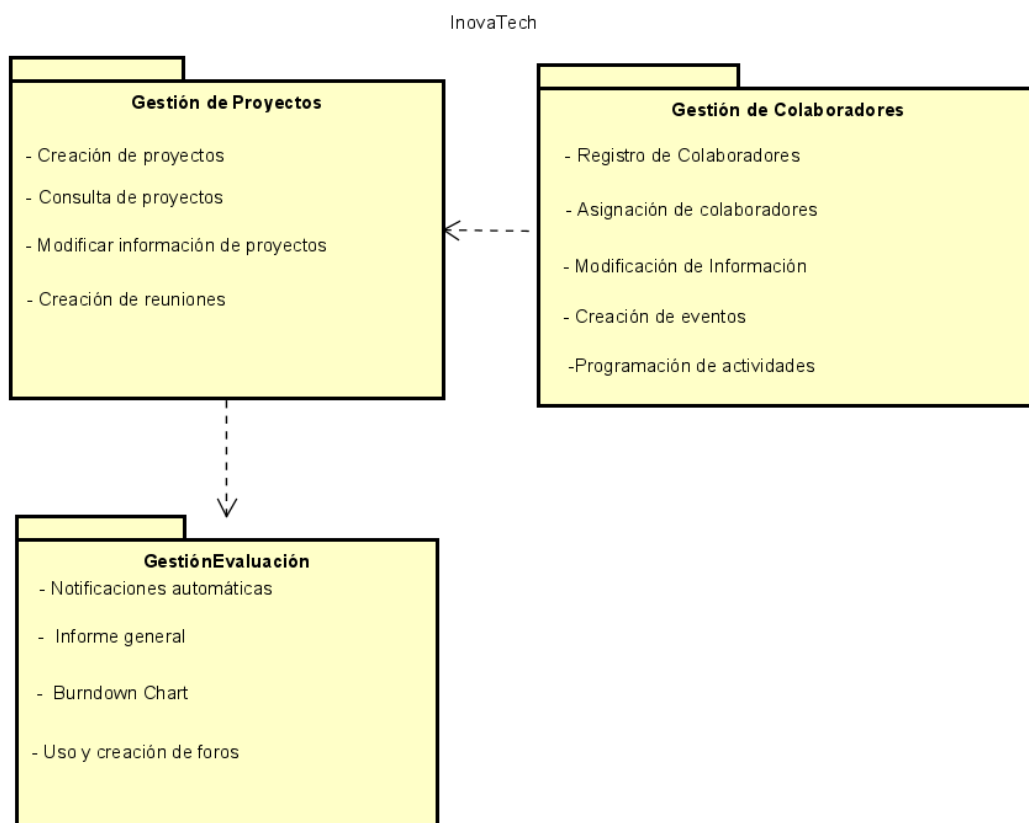 InovaTech
Gestión de Proyectos
- Creación de proyectos
- Consulta de proyectos
- Modificar información de proyectos
- Creación de reuniones
Gestión de Colaboradores
- Registro de Colaboradores
- Asignación de colaboradores
- Modificación de Información
- Creación de eventos
-Programación de actividades
GestiónEvaluación
- Notificaciones automáticas
- Informe general
- Burndown Chart
- Uso y creación de foros